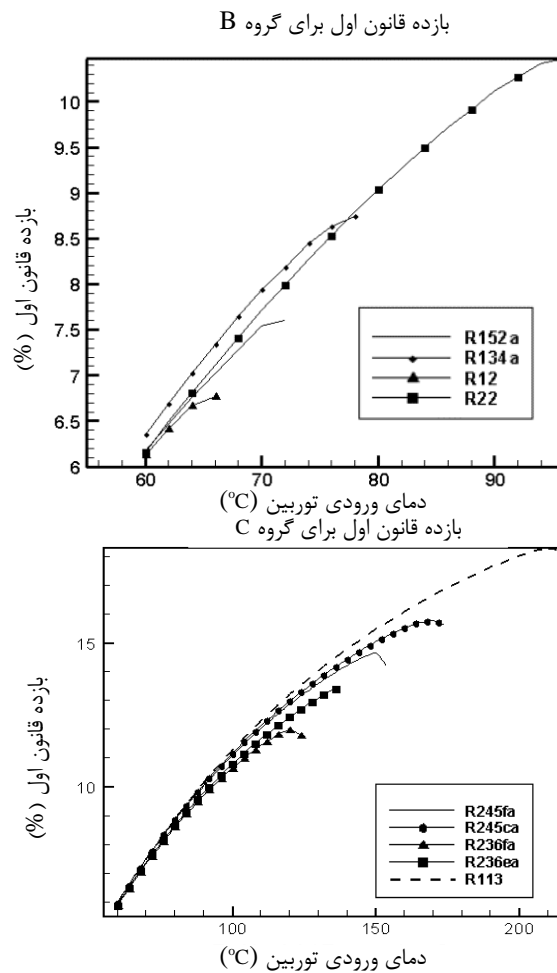 بازده قانون اول برای گروه B
بازده قانون اول (%)
10
9.5
9
8.5
8
7.5
7
6.5
6
R152a
R134a
R12
R22
60 70 80 90
دمای ورودی توربین (°C)
بازده قانون اول برای گروه C
بازده قانون اول (%)
15
10
R245fa
R245ca
R236fa
R236ea
R113
100 150 200
دمای ورودی توربین (°C)